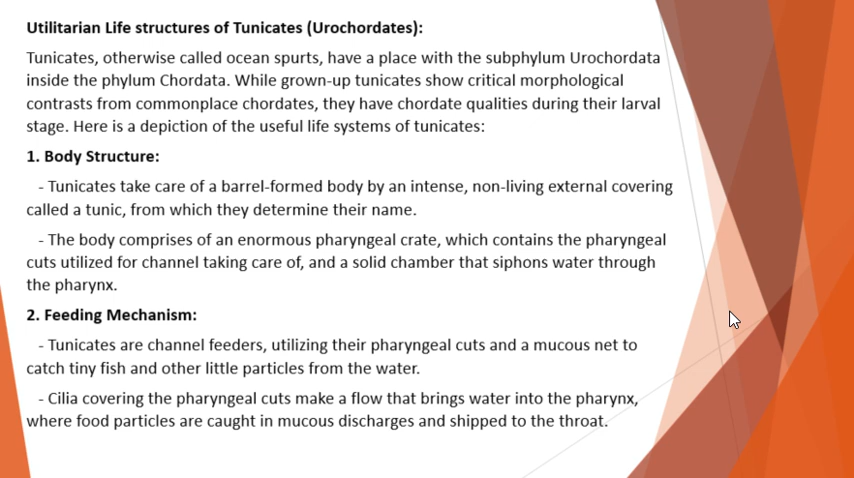 Utilitarian Life structures of Tunicates (Urochordates):
Tunicates, otherwise called ocean spurts, have a place with the subphylum Urochordata
inside the phylum Chordata. While grown-up tunicates show critical morphological
contrasts from commonplace chordates, they have chordate qualities during their larval
stage. Here is a depiction of the useful life systems of tunicates:
1. Body Structure:
- Tunicates take care of a barrel-formed body by an intense, non-living external covering
called a tunic, from which they determine their name.
- The body comprises of an enormous pharyngeal crate, which contains the pharyngeal
cuts utilized for channel taking care of, and a solid chamber that siphons water through
the pharynx.
2. Feeding Mechanism:
- Tunicates are channel feeders, utilizing their pharyngeal cuts and a mucous net to
catch tiny fish and other little particles from the water.
- Cilia covering the pharyngeal cuts make a flow that brings water into the pharynx,
where food particles are caught in mucous discharges and shipped to the throat.